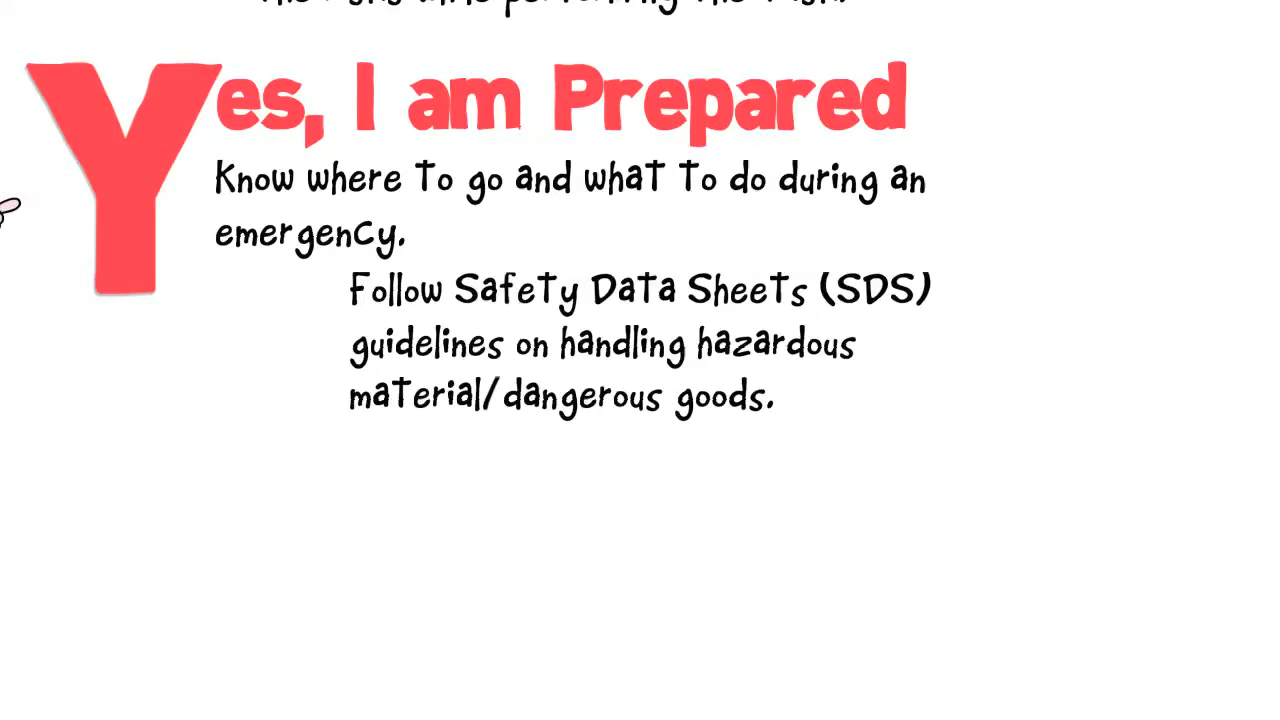 Yes, I am Prepared
Know where to go and what to do during an
emergency.
Follow Safety Data Sheets (SDS)
guidelines on handling hazardous
material/dangerous goods.